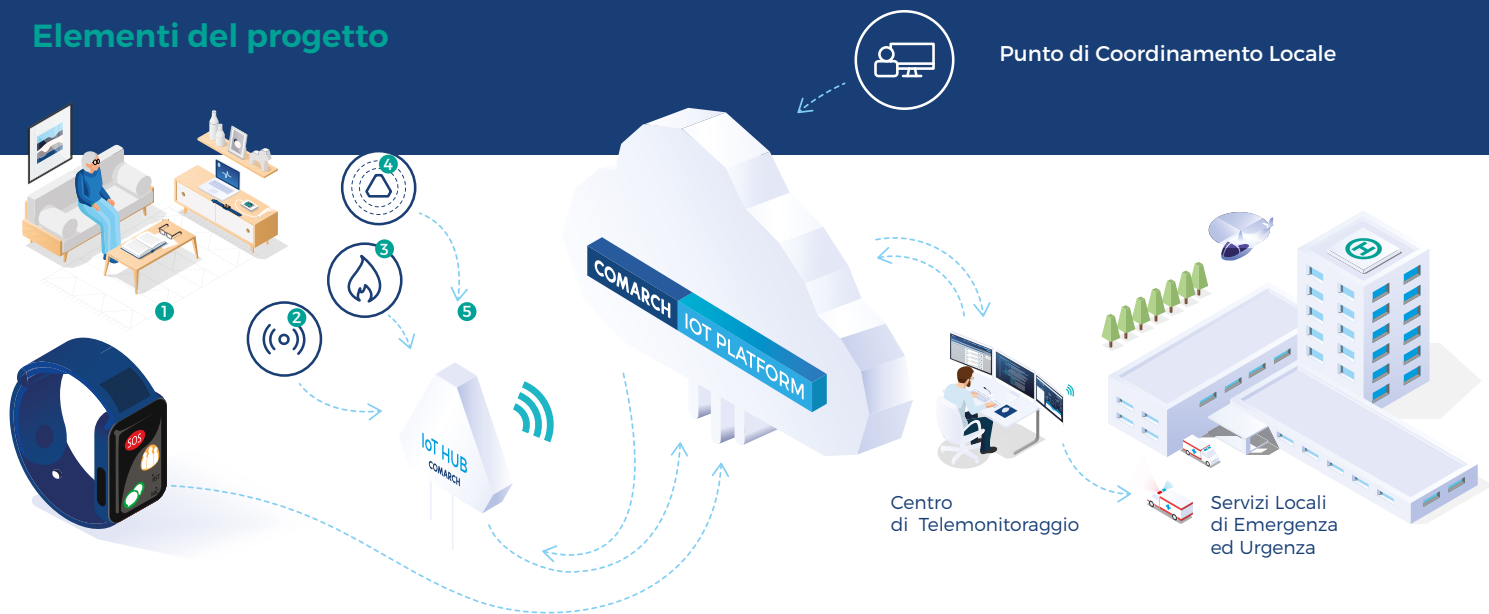 Elementi del progetto
Punto di Coordinamento Locale
4
3
1
5
2
COMARCH IOT PLATFORM
SOS
IoT HUB
COMARCH
Centro
di Telemonitoraggio
Servizi Locali
di Emergenza
ed Urgenza
H